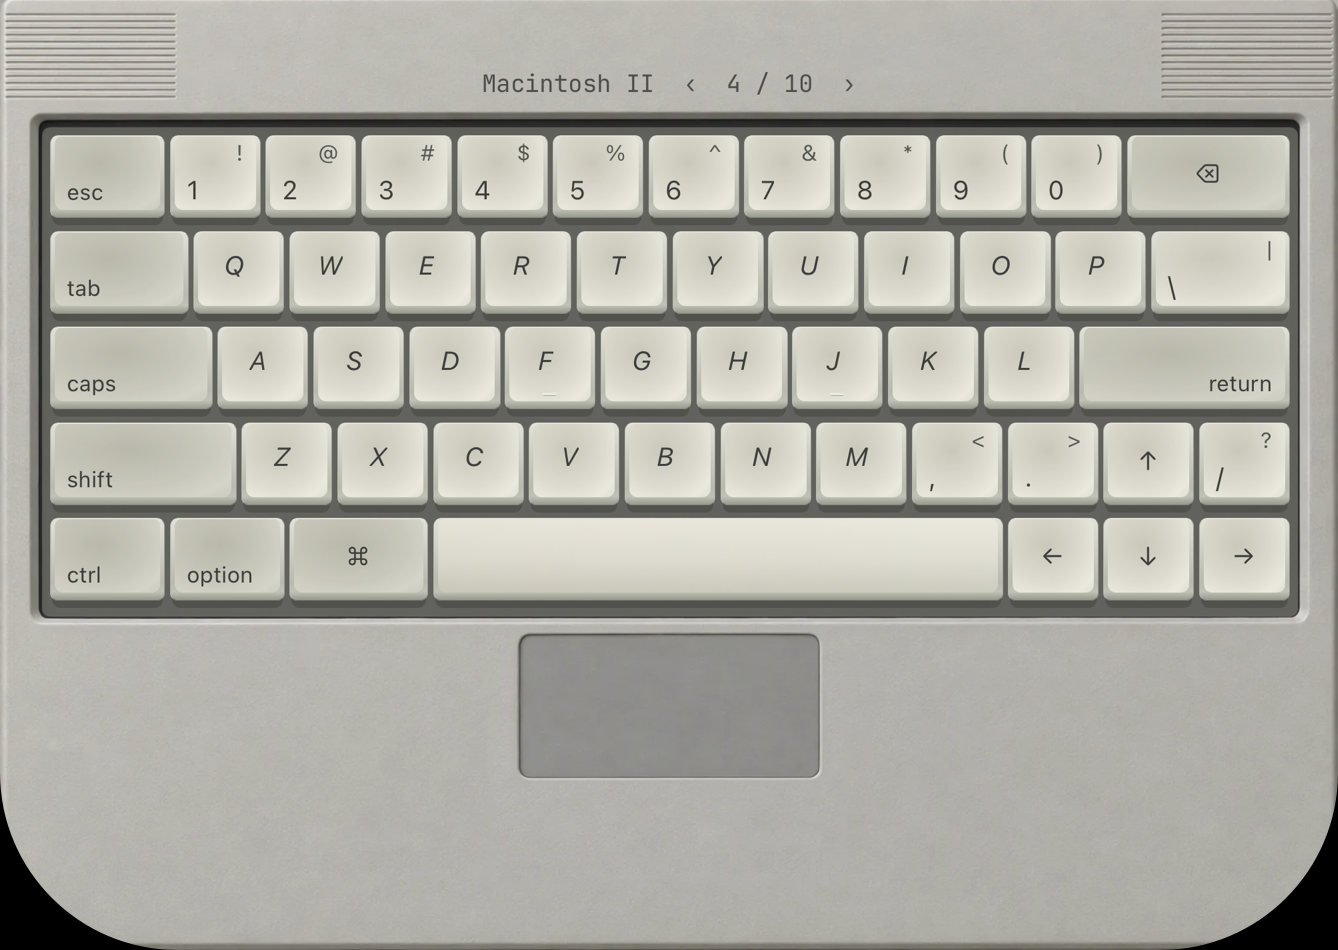 Macintosh II ‹ 4 / 10 ›
esc ! 1 @ 2 # 3 $ 4 % 5 ^ 6 & 7 * 8 ( 9 ) 0 ⌫
tab Q W E R T Y U I O P | \
caps A S D F G H J K L return
shift Z X C V B N M < , > . ↑ ? /
ctrl option ⌘ ← ↓ →